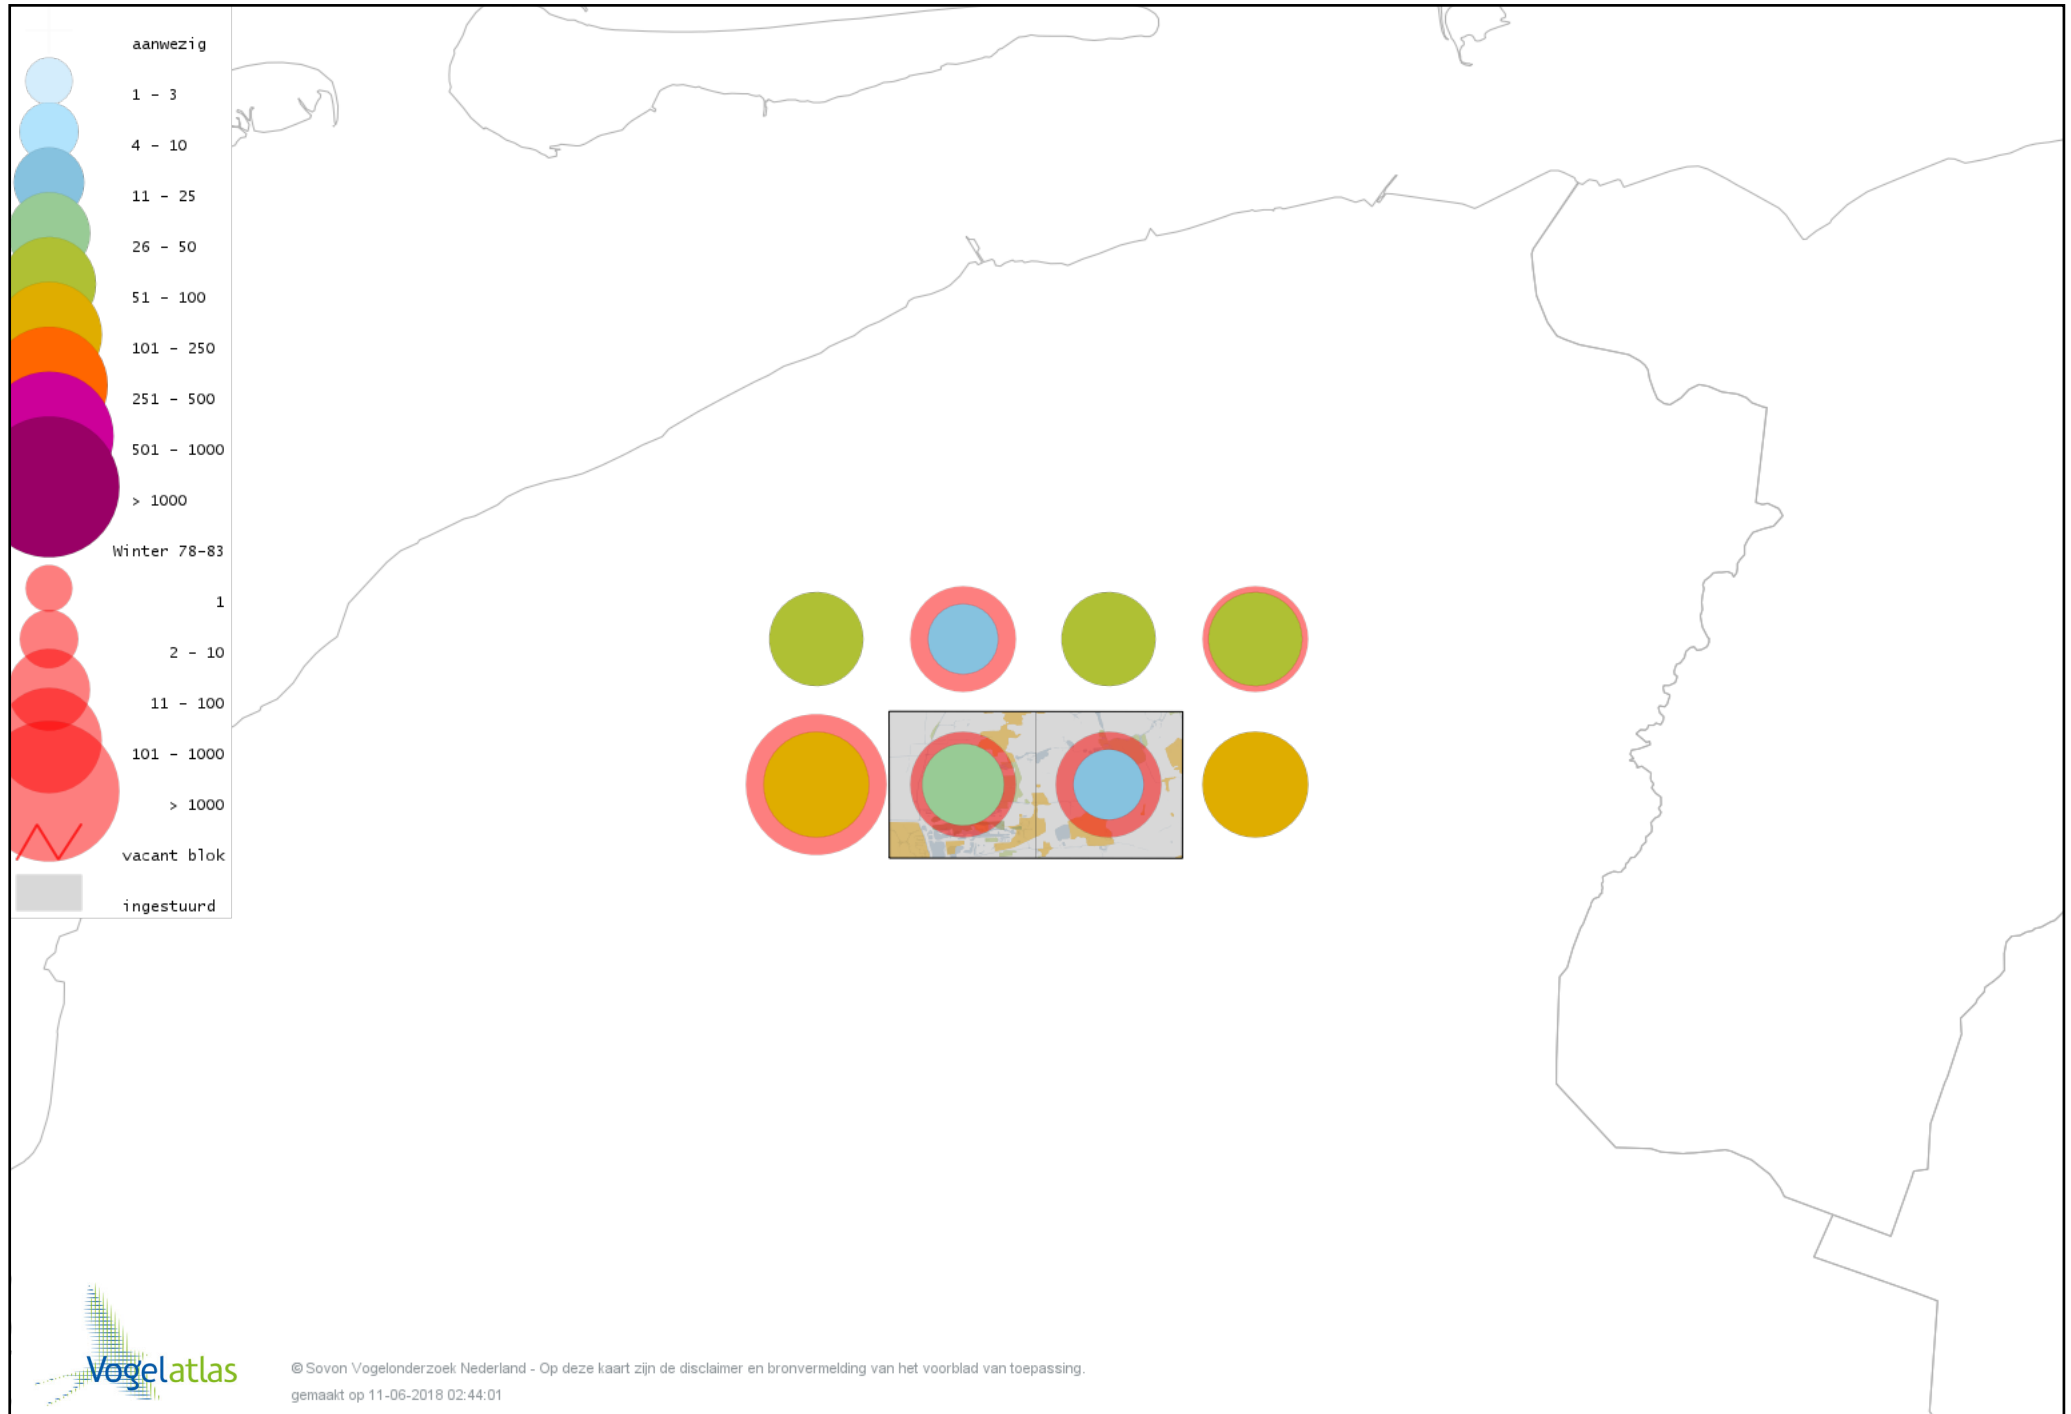 aanwezig
1 - 3
4 - 10
11 - 25
26 - 50
51 - 100
101 - 250
251 - 500
501 - 1000
> 1000
Winter 78-83
1
2 - 10
11 - 100
101 - 1000
> 1000
vacant blok
ingestuurd
Vogelatlas
© Sovon Vogelonderzoek Nederland - Op deze kaart zijn de disclaimer en bronvermelding van het voorblad van toepassing.
gemaakt op 11-06-2018 02:44:01